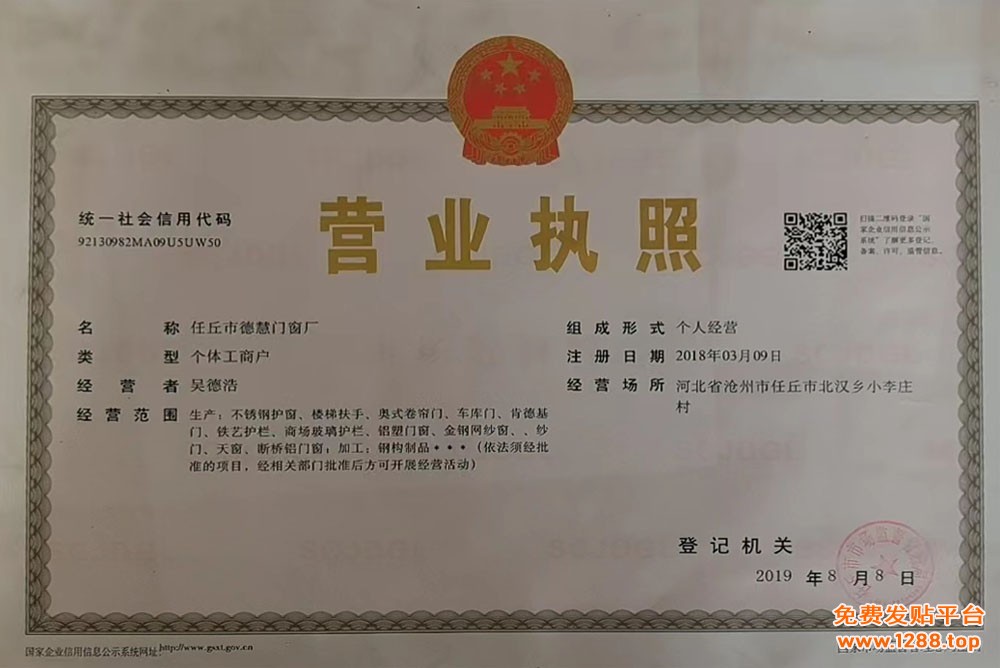 营业执照
统一社会信用代码
92130982MA09U5UW50
扫描二维码登录"国
家企业信用信息公示
系统"了解更多登记、
备案、许可、监管信息。
名 称 任丘市德慧门窗厂
类 型 个体工商户
经 营 者 吴德浩
经 营 范 围 生产：不锈钢护窗、楼梯扶手、奥式卷帘门、车库门、肯德基
门、铁艺护栏、商场玻璃护栏、铝塑门窗、金钢网纱窗、、纱
门、天窗、断桥铝门窗；加工：钢构制品***（依法须经批
准的项目，经相关部门批准后方可开展经营活动）
组 成 形 式 个人经营
注 册 日 期 2018年03月09日
经 营 场 所 河北省沧州市任丘市北汉乡小李庄
村
登记机关
2019 年 8 月 8 日
国家企业信用信息公示系统网址：http://www.gsxt.gov.cn
免费发贴平台
www.1288.top